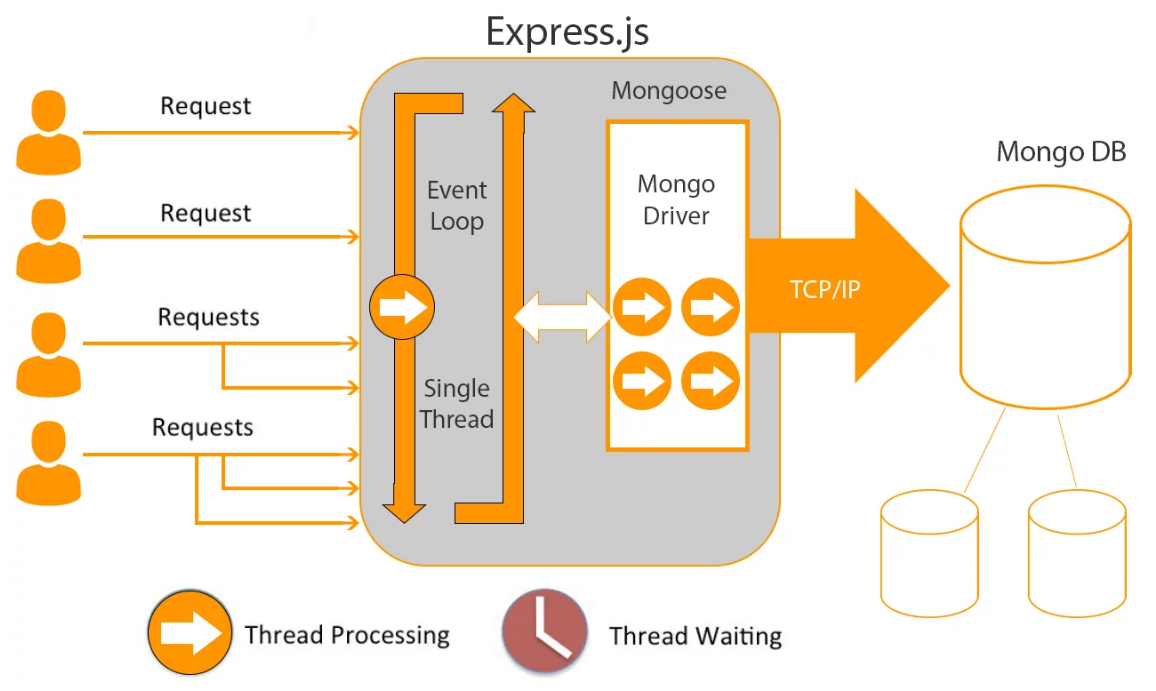 Express.js
Request
Request
Requests
Requests
Event
Loop
Single
Thread
Mongoose
Mongo
Driver
TCP/IP
Mongo DB
Thread Processing
Thread Waiting